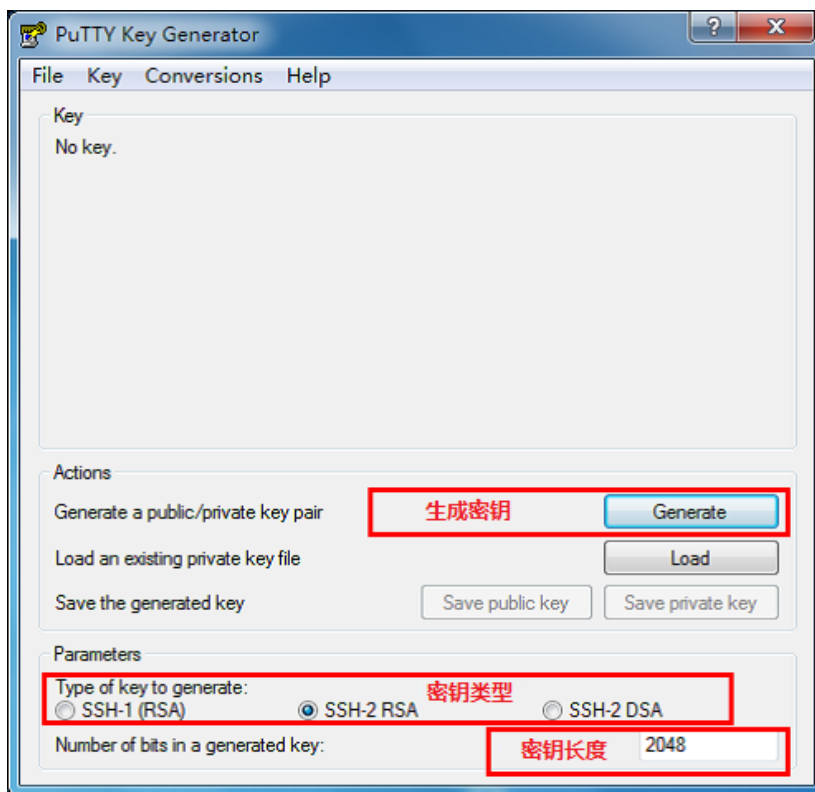 PuTTY Key Generator
File Key Conversions Help
Key
No key.
Actions
Generate a public/private key pair 生成密钥 Generate
Load an existing private key file Load
Save the generated key Save public key Save private key
Parameters
Type of key to generate: 密钥类型
SSH-1 (RSA) SSH-2 RSA SSH-2 DSA
Number of bits in a generated key: 密钥长度 2048